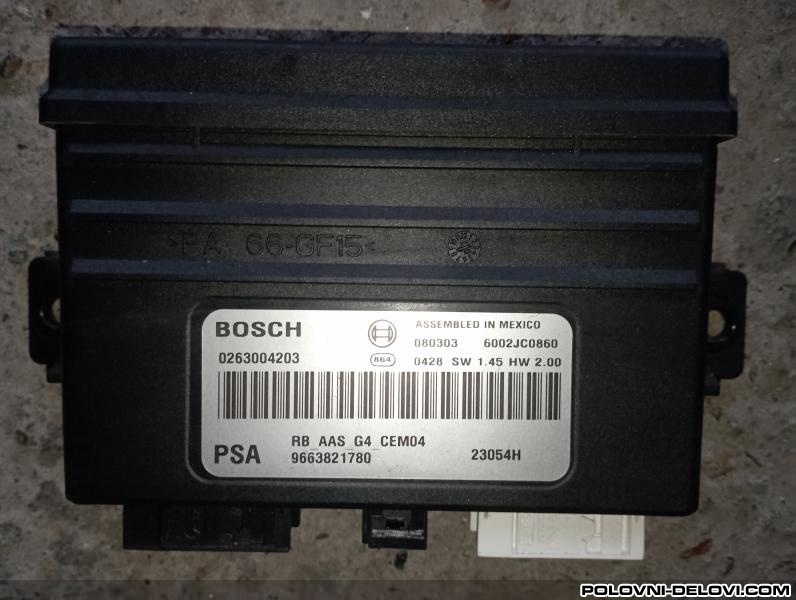 >PA 66-GF15<
BOSCH
ASSEMBLED IN MEXICO
080303 6002JC0860
0263004203
864
0428 SW 1.45 HW 2.00
RB_AAS_G4_CEM04
PSA
9663821780
23054H
POLOVNI-DELOVI.COM